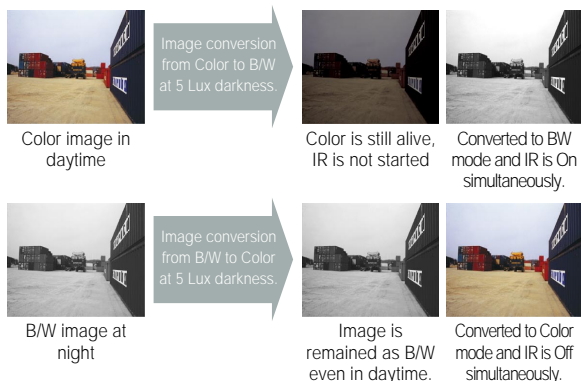 Image conversion
from Color to B/W
at 5 Lux darkness.
Color image in
daytime
Color is still alive,
IR is not started
Converted to BW
mode and IR is On
simultaneously.
Image conversion
from B/W to Color
at 5 Lux darkness.
B/W image at
night
Image is
remained as B/W
even in daytime.
Converted to Color
mode and IR is Off
simultaneously.